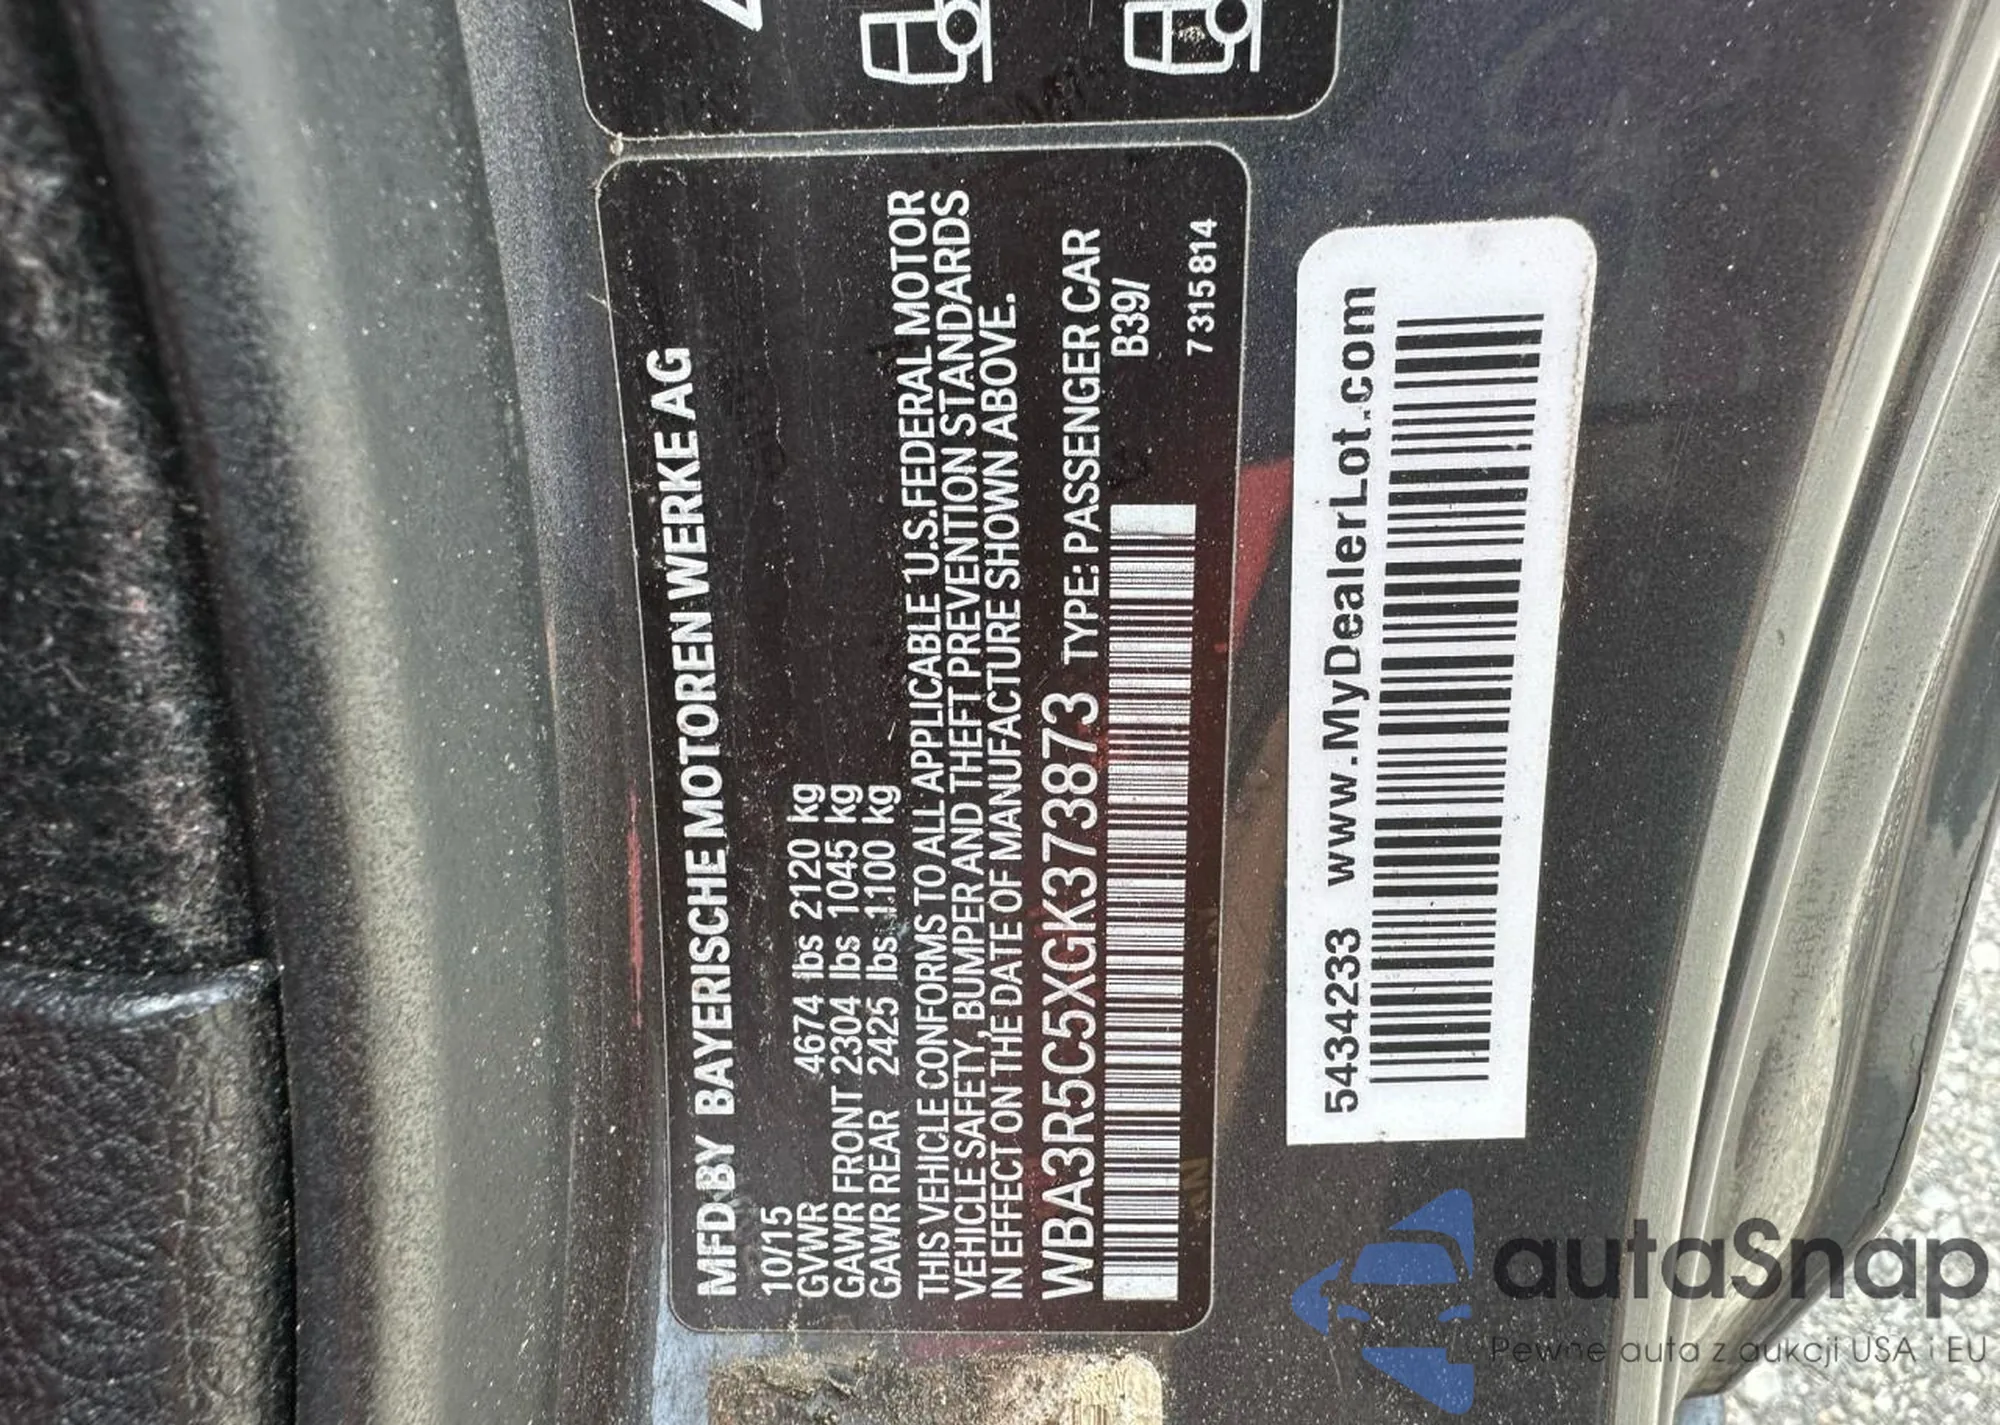 MFD BY BAYERISCHE MOTOREN WERKE AG
10/15
GVWR 4674 lbs 2120 kg
GAWR FRONT 2304 lbs 1045 kg
GAWR REAR 2425 lbs 1100 kg
THIS VEHICLE CONFORMS TO ALL APPLICABLE U.S.FEDERAL MOTOR
VEHICLE SAFETY, BUMPER AND THEFT PREVENTION STANDARDS
IN EFFECT ON THE DATE OF MANUFACTURE SHOWN ABOVE.
WBA3R5C5XGK373873 TYPE: PASSENGER CAR
B39/
7 315 814
5434233 www.MyDealerLot.com
autaSnap
Pewne auta z aukcji USA i EU